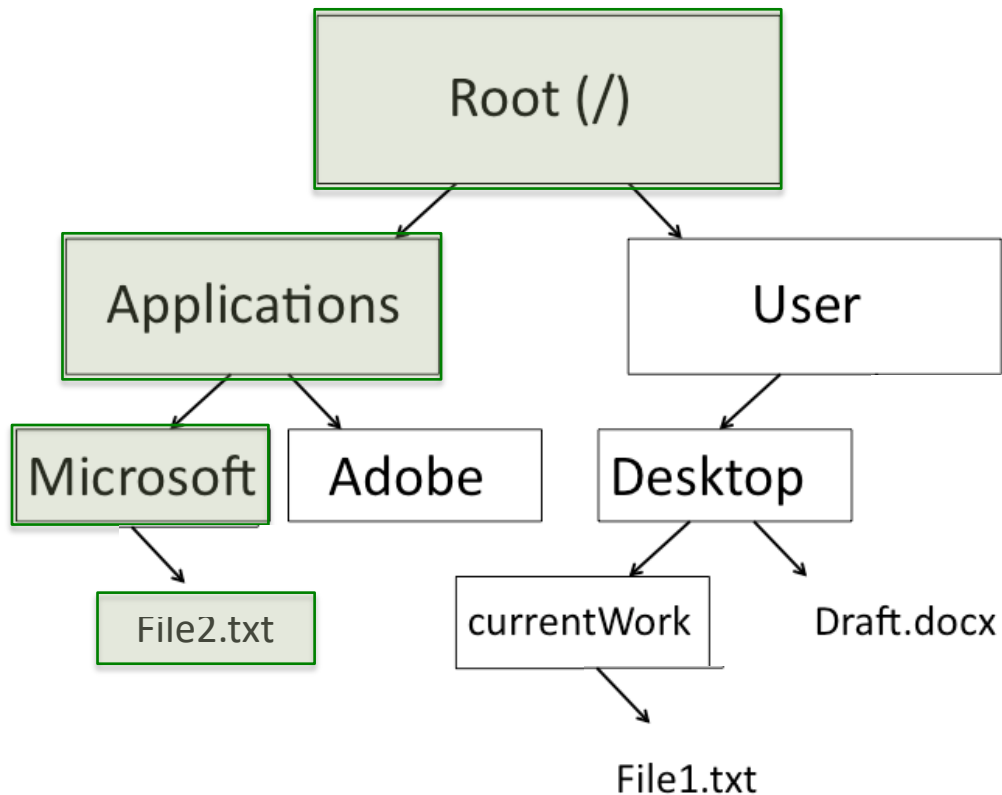 Root (/)
Applications
User
Microsoft
Adobe
Desktop
File2.txt
currentWork
Draft.docx
File1.txt